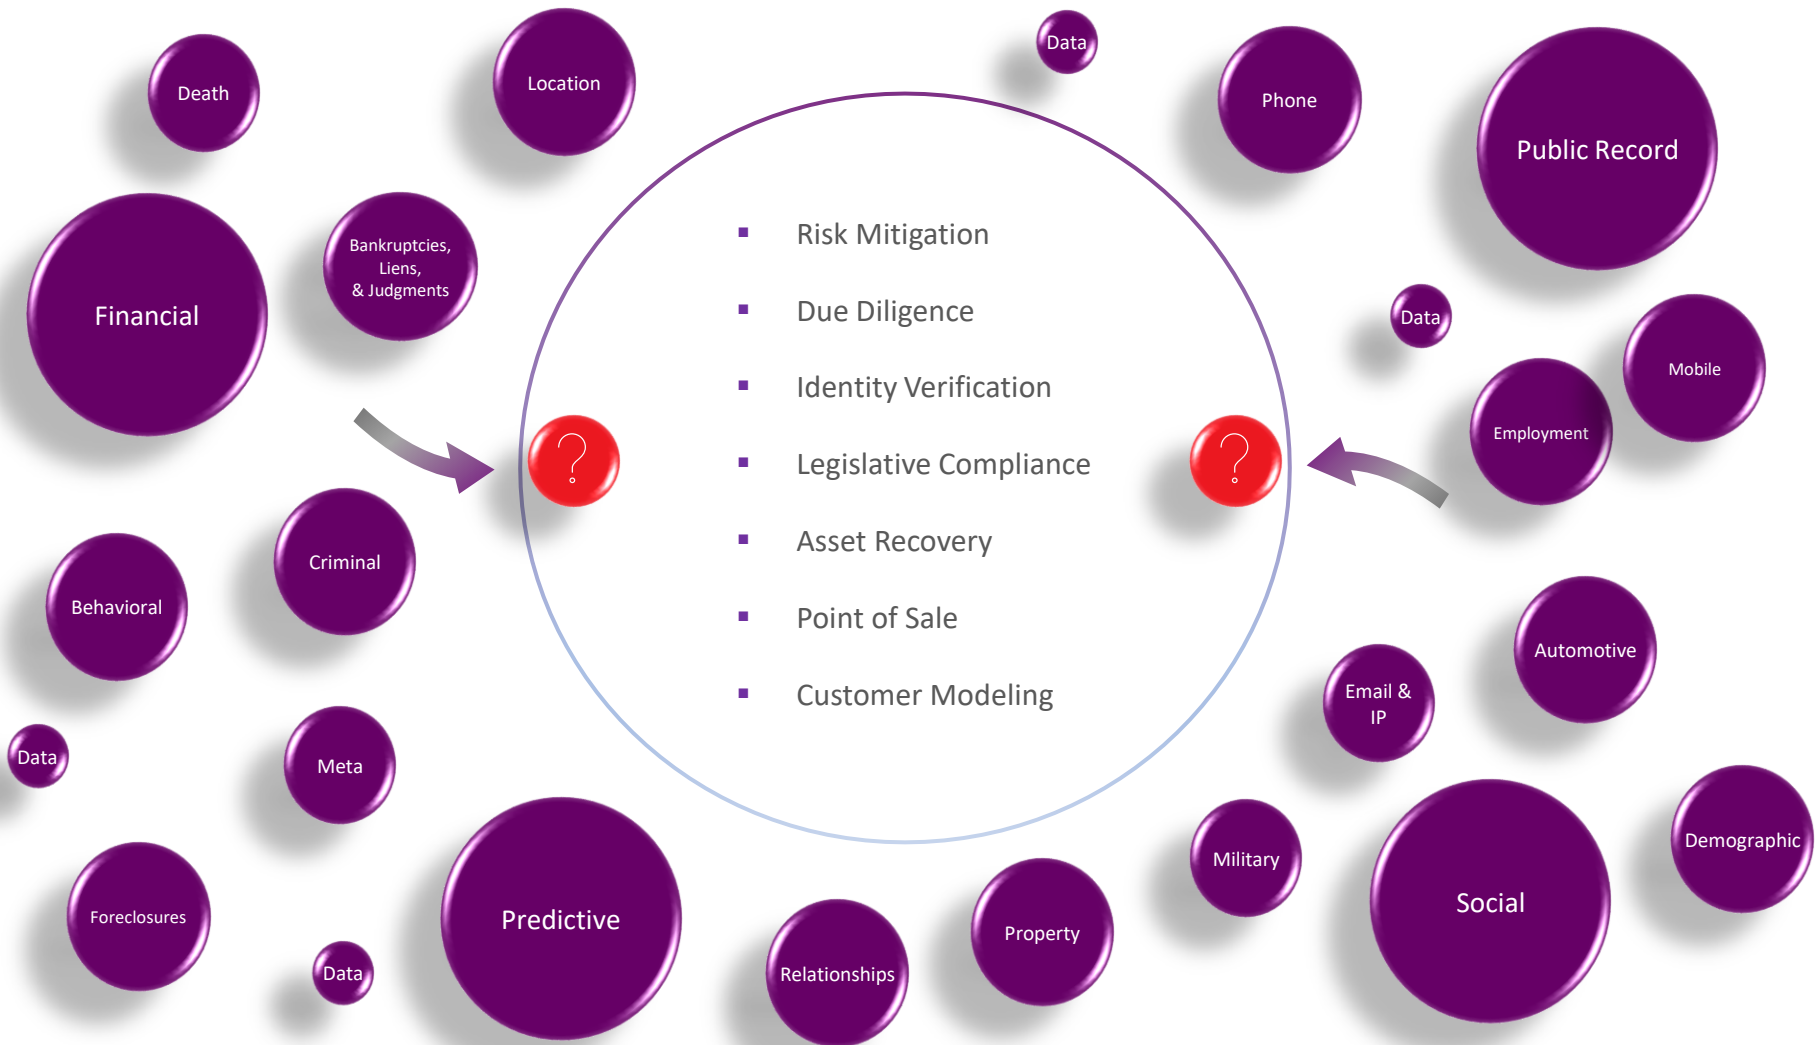 Data
Death
Location
Phone
Public Record
Bankruptcies,
Liens,
& Judgments
Financial
Risk Mitigation
Due Diligence
Identity Verification
Legislative Compliance
Asset Recovery
Point of Sale
Customer Modeling
?
?
Data
Mobile
Employment
Criminal
Behavioral
Automotive
Email &
IP
Data
Meta
Demographic
Military
Social
Foreclosures
Predictive
Property
Data
Relationships